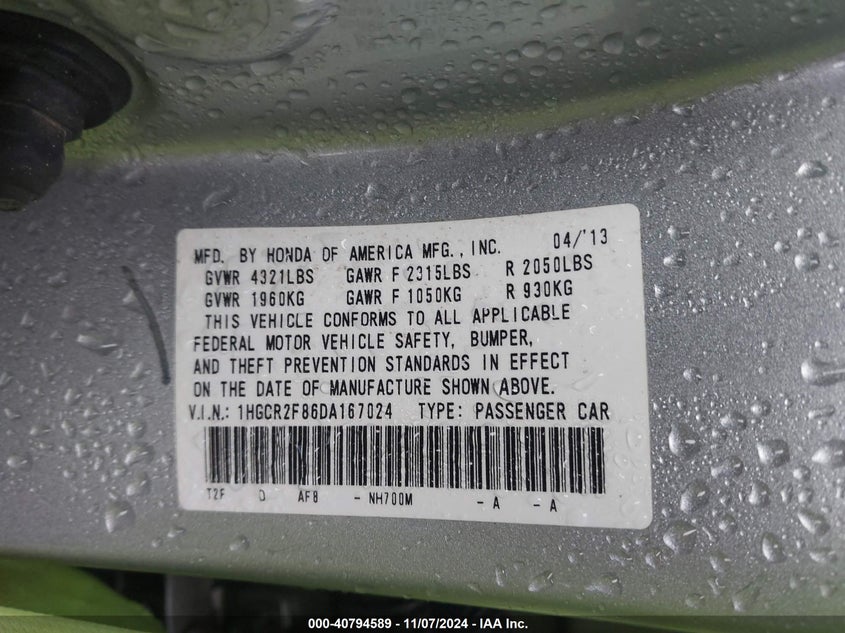 MFD. BY HONDA OF AMERICA MFG., INC. 04/'13
GVWR 4321LBS GAWR F 2315LBS R 2050LBS
GVWR 1960KG GAWR F 1050KG R 930KG
THIS VEHICLE CONFORMS TO ALL APPLICABLE
FEDERAL MOTOR VEHICLE SAFETY, BUMPER,
AND THEFT PREVENTION STANDARDS IN EFFECT
ON THE DATE OF MANUFACTURE SHOWN ABOVE.
V.I.N.: 1HGCR2F86DA167024 TYPE: PASSENGER CAR
T2F D AF8 - NH700M - A - A
000-40794589 - 11/07/2024 - IAA Inc.